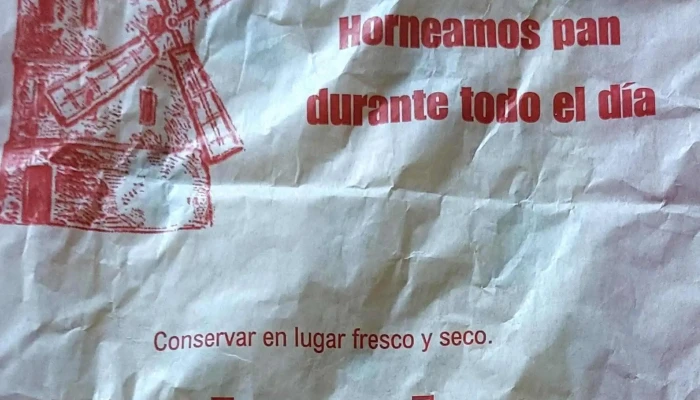 Horneamos pan
durante todo el día
Conservar en lugar fresco y seco.